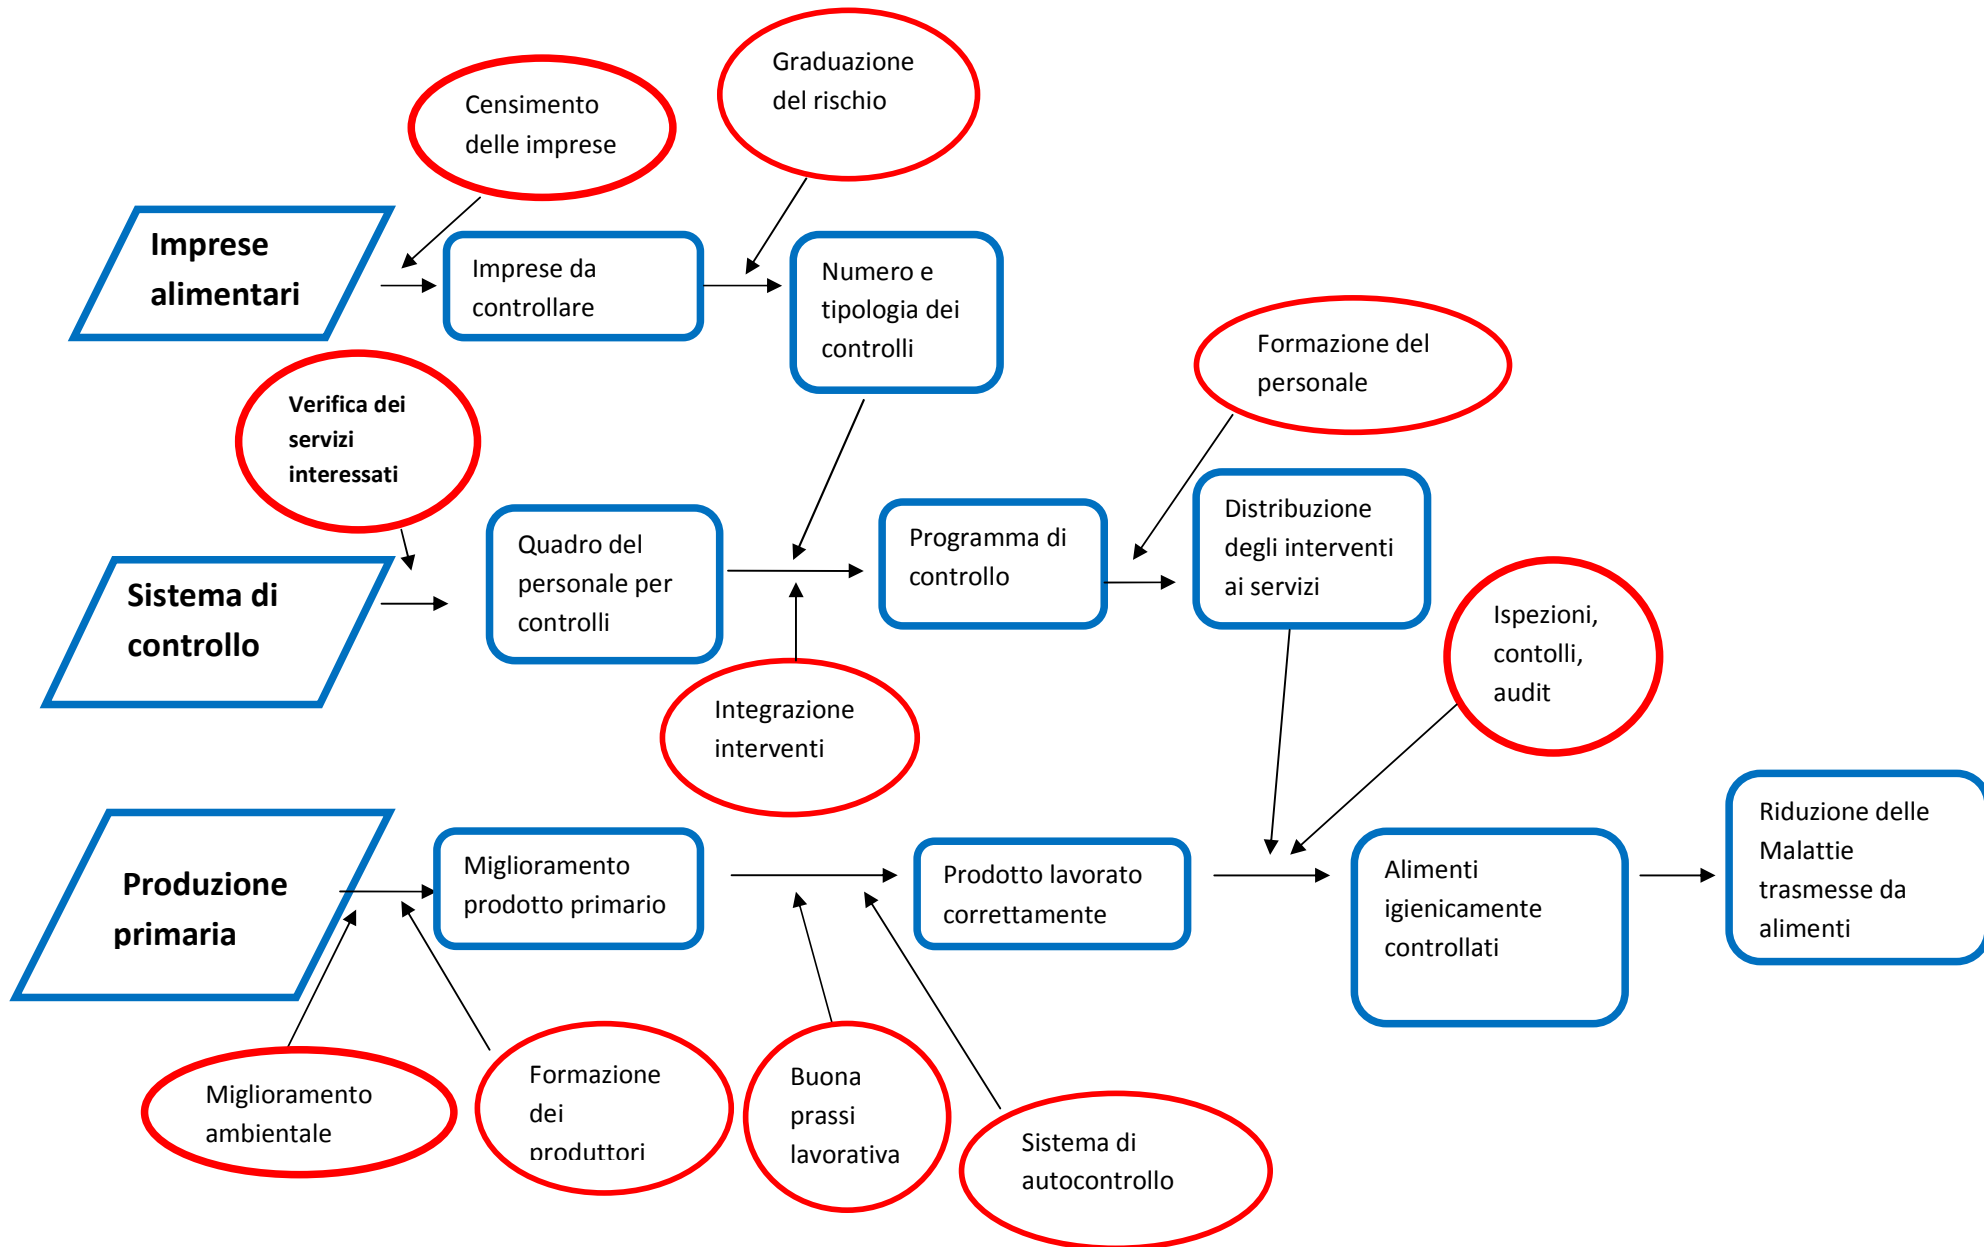 Graduazione
del rischio
Censimento
delle imprese
Imprese
alimentari
Imprese da
controllare
Numero e
tipologia dei
controlli
Formazione del
personale
Verifica dei
servizi
interessati
Sistema di
controllo
Quadro del
personale per
controlli
Programma di
controllo
Distribuzione
degli interventi
ai servizi
Ispezioni,
contolli,
audit
Integrazione
interventi
Produzione
primaria
Miglioramento
prodotto primario
Prodotto lavorato
correttamente
Alimenti
igienicamente
controllati
Riduzione delle
Malattie
trasmesse da
alimenti
Miglioramento
ambientale
Formazione
dei
produttori
Buona
prassi
lavorativa
Sistema di
autocontrollo